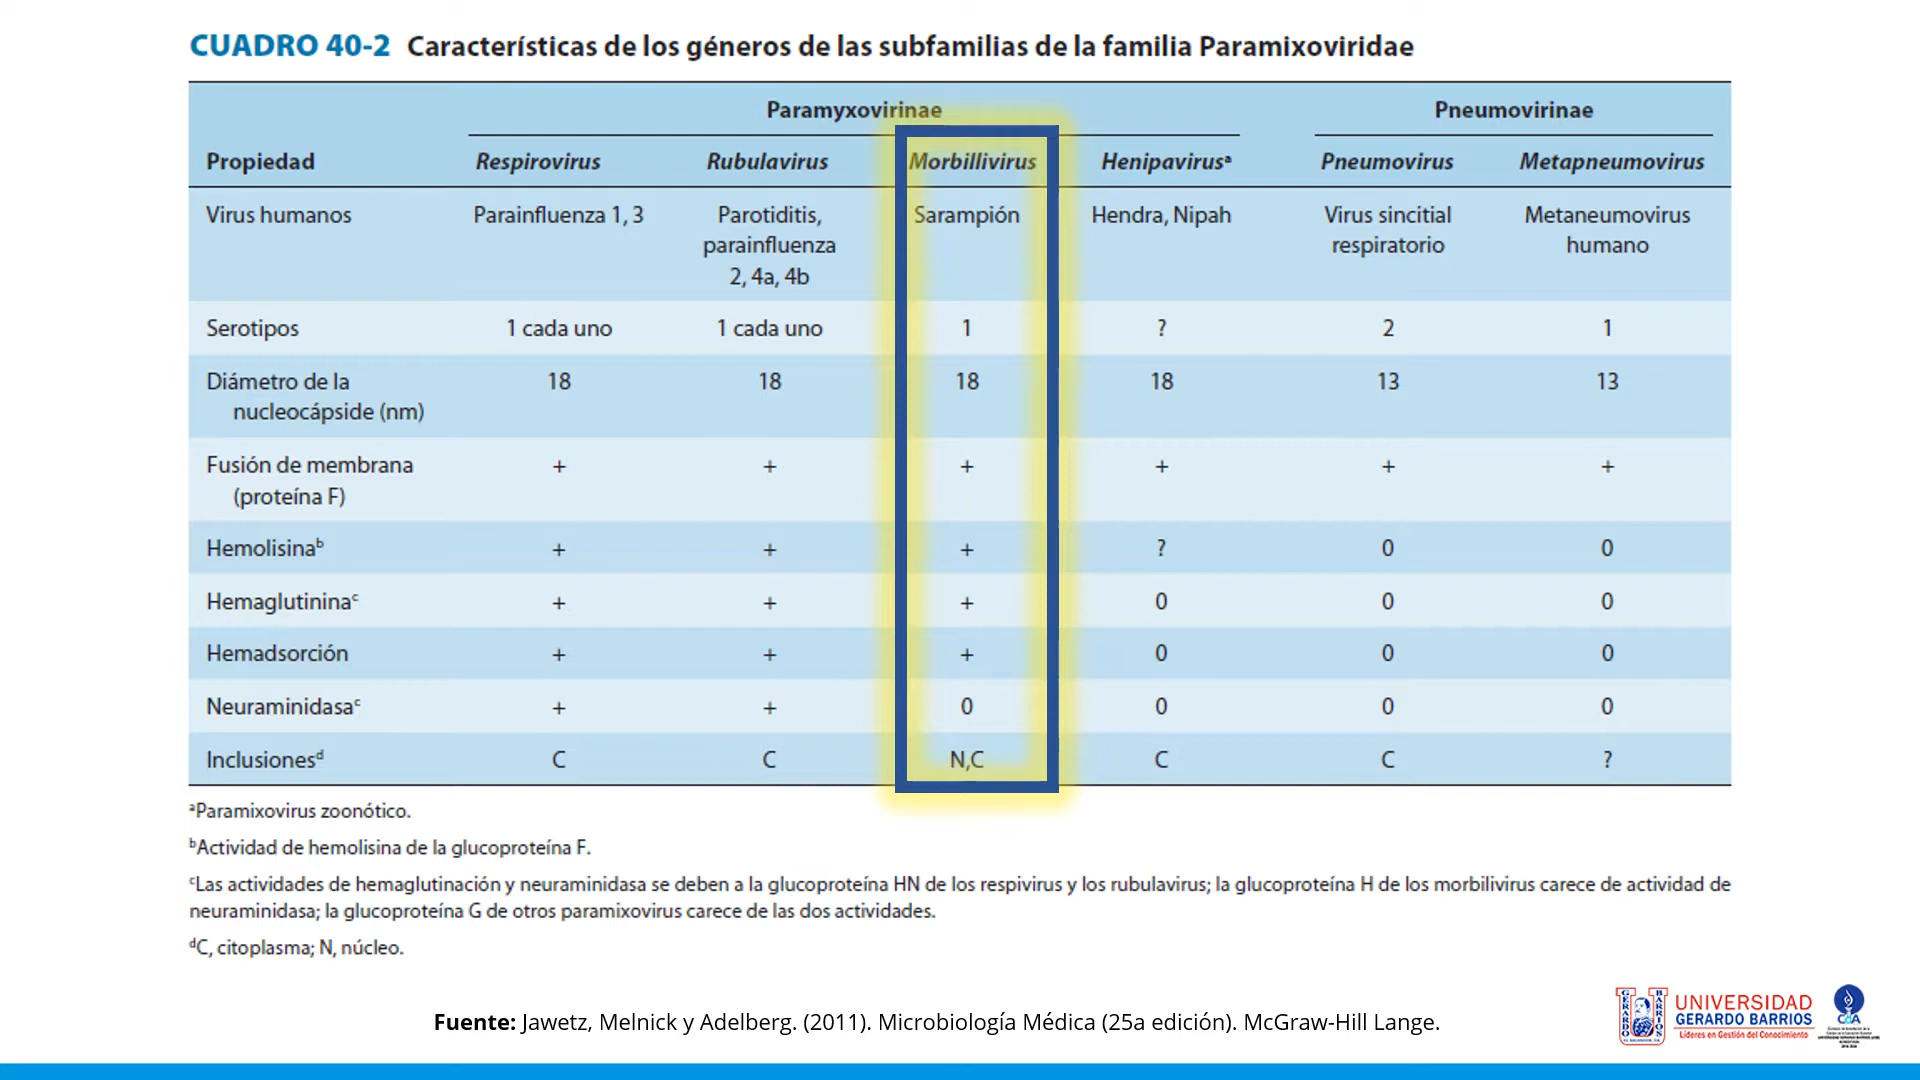 CUADRO 40-2 Características de los géneros de las subfamilias de la familia Paramixoviridae
Paramyxovirinae Pneumovirinae
Propiedad Respirovirus Rubulavirus Morbillivirus Henipavirusᵃ Pneumovirus Metapneumovirus
Virus humanos Parainfluenza 1, 3 Parotiditis, Sarampión Hendra, Nipah Virus sincitial Metaneumovirus
parainfluenza respiratorio humano
2, 4a, 4b
Serotipos 1 cada uno 1 cada uno 1 ? 2 1
Diámetro de la 18 18 18 18 13 13
nucleocápside (nm)
Fusión de membrana + + + + + +
(proteína F)
Hemolisinaᵇ + + + ? 0 0
Hemaglutininaᶜ + + + 0 0 0
Hemadsorción + + + 0 0 0
Neuraminidasaᶜ + + 0 0 0 0
Inclusionesᵈ C C N,C C C ?
ᵃParamixovirus zoonótico.
ᵇActividad de hemolisina de la glucoproteína F.
ᶜLas actividades de hemaglutinación y neuraminidasa se deben a la glucoproteína HN de los respivirus y los rubulavirus; la glucoproteína H de los morbilivirus carece de actividad de
neuraminidasa; la glucoproteína G de otros paramixovirus carece de las dos actividades.
ᵈC, citoplasma; N, núcleo.
Fuente: Jawetz, Melnick y Adelberg. (2011). Microbiología Médica (25a edición). McGraw-Hill Lange.
GERARDO BARRIOS
UNIVERSIDAD
GERARDO BARRIOS
Líderes en Gestión del Conocimiento
CdA